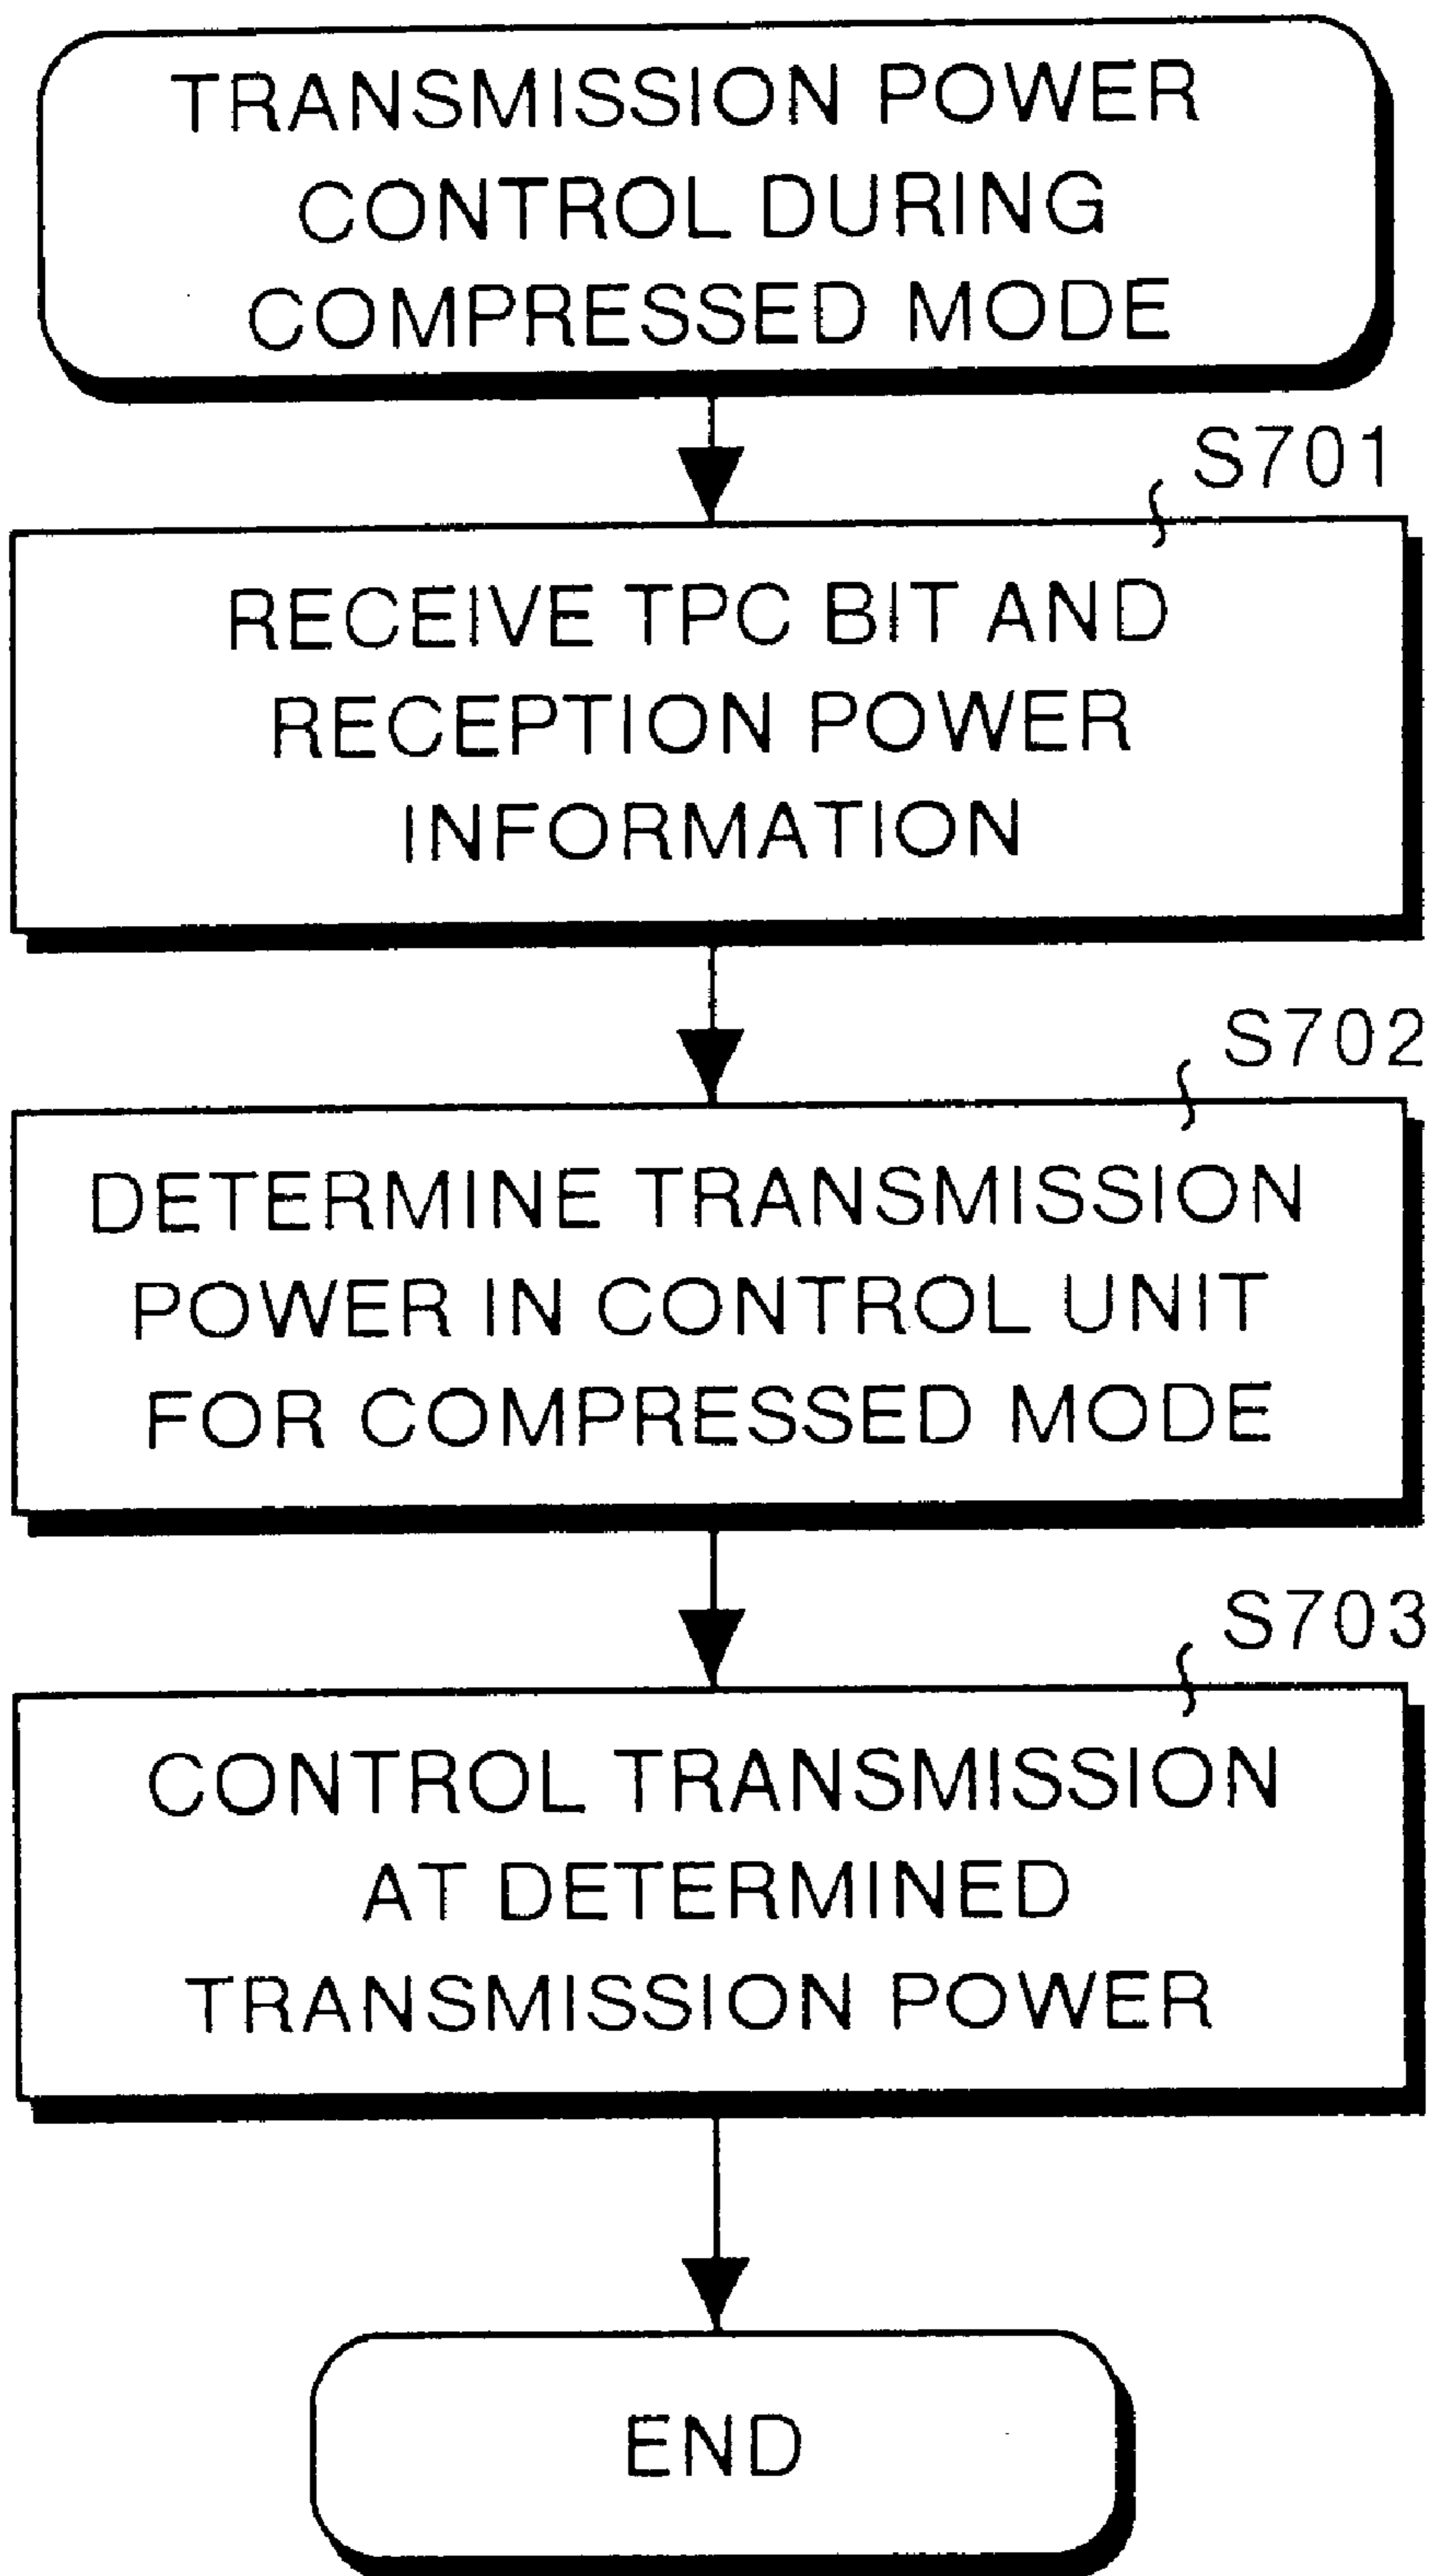 TRANSMISSION POWER
CONTROL DURING
COMPRESSED MODE
S701
RECEIVE TPC BIT AND
RECEPTION POWER
INFORMATION
S702
DETERMINE TRANSMISSION
POWER IN CONTROL UNIT
FOR COMPRESSED MODE
S703
CONTROL TRANSMISSION
AT DETERMINED
TRANSMISSION POWER
END